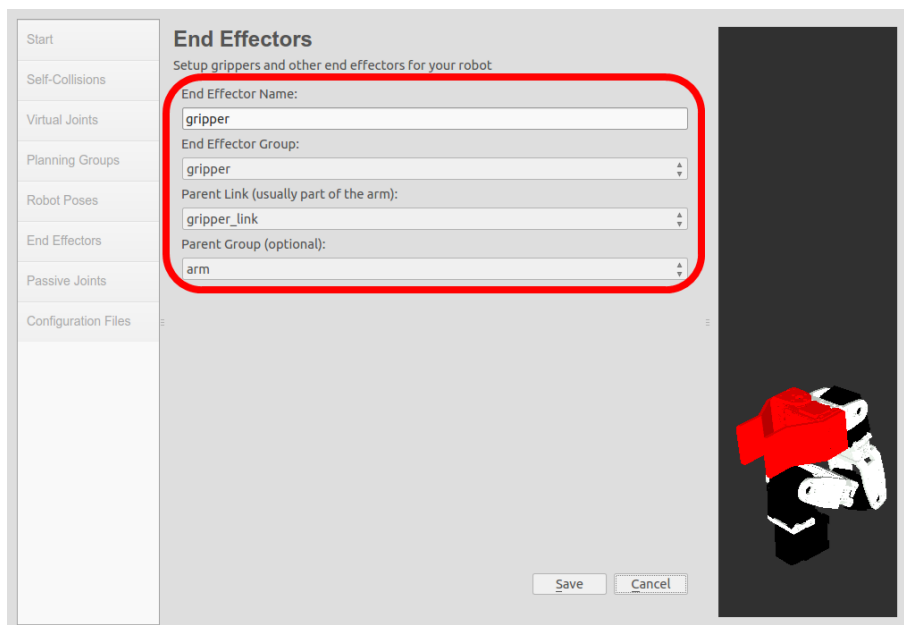 Start
Self-Collisions
Virtual Joints
Planning Groups
Robot Poses
End Effectors
Passive Joints
Configuration Files
End Effectors
Setup grippers and other end effectors for your robot
End Effector Name:
gripper
End Effector Group:
gripper
Parent Link (usually part of the arm):
gripper_link
Parent Group (optional):
arm
Save Cancel